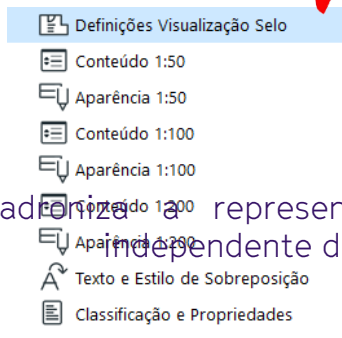 Definições Visualização Selo
Conteúdo 1:50
Aparência 1:50
Conteúdo 1:100
Aparência 1:100
adroniza a represen
Conteúdo 1:200
Aparência 1:200
independente d
Texto e Estilo de Sobreposição
Classificação e Propriedades